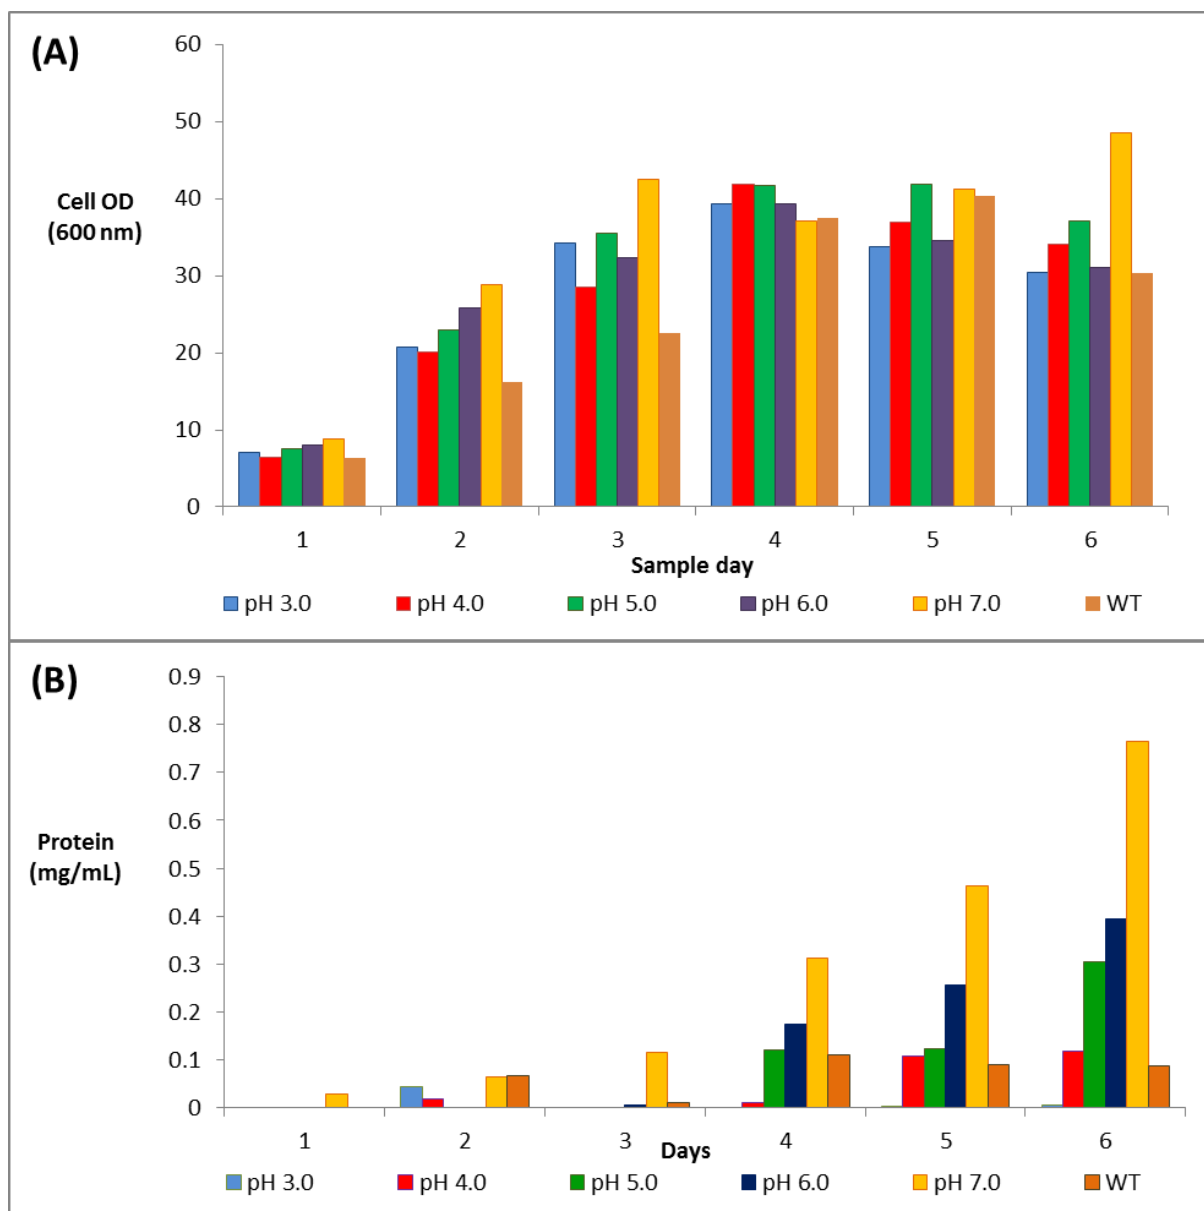 (A)
60
50
40
30
20
10
0
Cell OD
(600 nm)
1 2 3 4 5 6
Sample day
pH 3.0 pH 4.0 pH 5.0 pH 6.0 pH 7.0 WT
(B)
0.9
0.8
0.7
0.6
0.5
0.4
0.3
0.2
0.1
0
Protein
(mg/mL)
1 2 3 4 5 6
Days
pH 3.0 pH 4.0 pH 5.0 pH 6.0 pH 7.0 WT